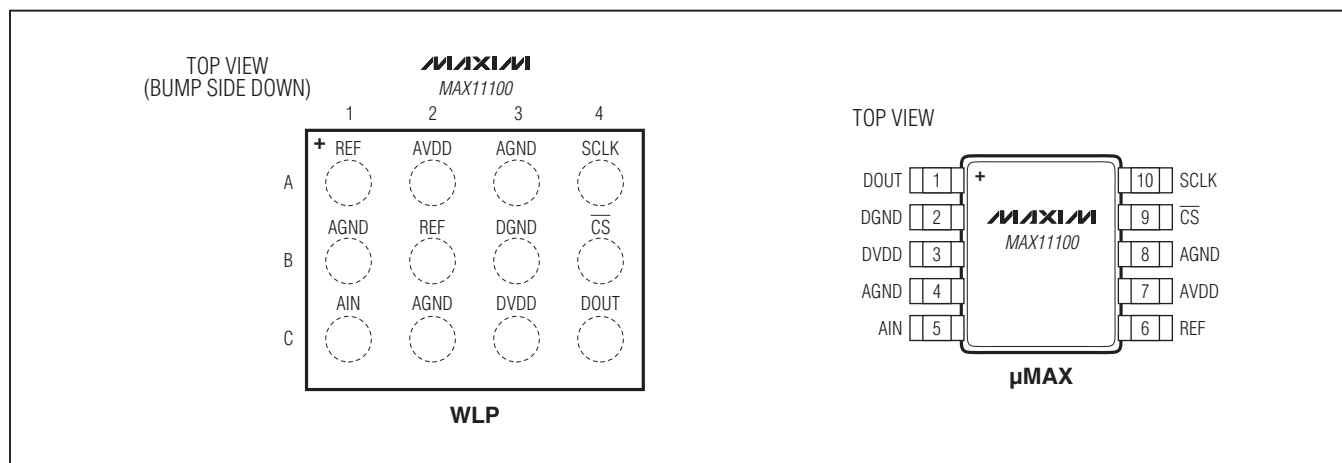 TOP VIEW
(BUMP SIDE DOWN)
MAXIM
MAX11100
1 2 3 4
+ REF AVDD AGND SCLK
A
AGND REF DGND C̅S̅
B
AIN AGND DVDD DOUT
C
WLP
TOP VIEW
DOUT 1 + 10 SCLK
DGND 2 MAXIM 9 C̅S̅
DVDD 3 MAX11100 8 AGND
AGND 4 7 AVDD
AIN 5 6 REF
µMAX